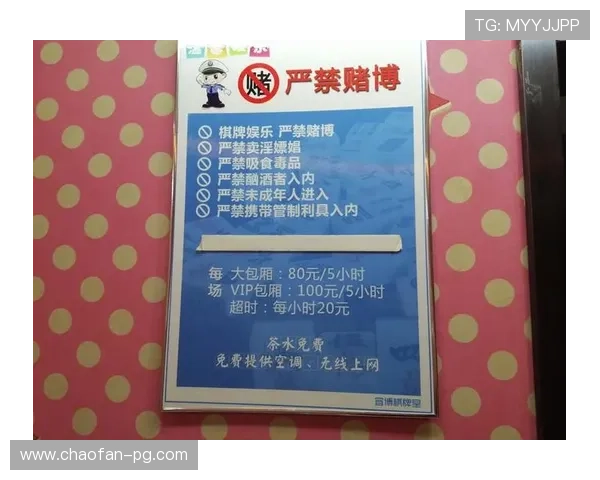 TG: MYYJJPP
温馨提示
赌 严禁赌博
棋牌娱乐 严禁赌博
严禁卖淫嫖娼
严禁吸食毒品
严禁酗酒者入内
严禁未成年人进入
严禁携带管制利具入内
每 大包厢：80元/5小时
场 VIP包厢：100元/5小时
超时：每小时20元
茶水免费
免费提供空调、无线上网
www.chaofan-pg.com